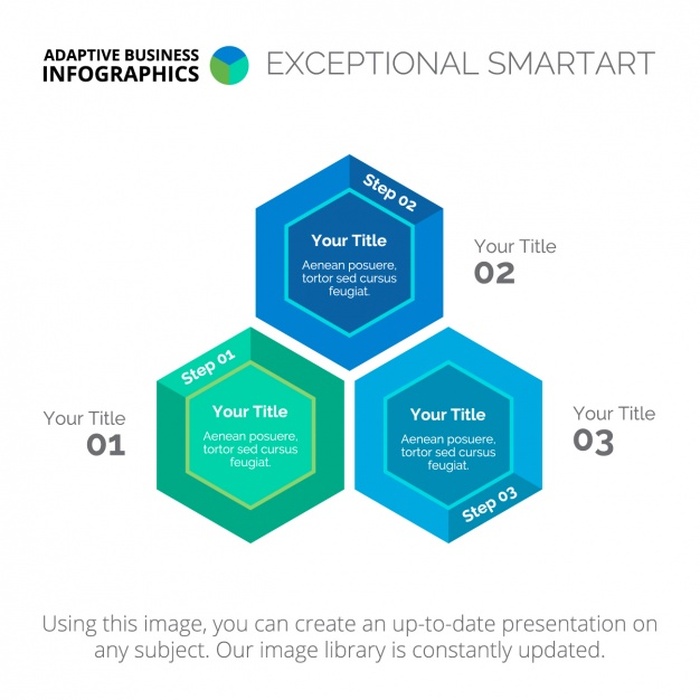 ADAPTIVE BUSINESS
INFOGRAPHICS
EXCEPTIONAL SMARTART
Step 02
Your Title
Aenean posuere,
tortor sed cursus
feugiat.
Your Title
02
Step 01
Your Title
Aenean posuere,
tortor sed cursus
feugiat.
Your Title
01
Your Title
Aenean posuere,
tortor sed cursus
feugiat.
Step 03
Your Title
03
Using this image, you can create an up-to-date presentation on
any subject. Our image library is constantly updated.